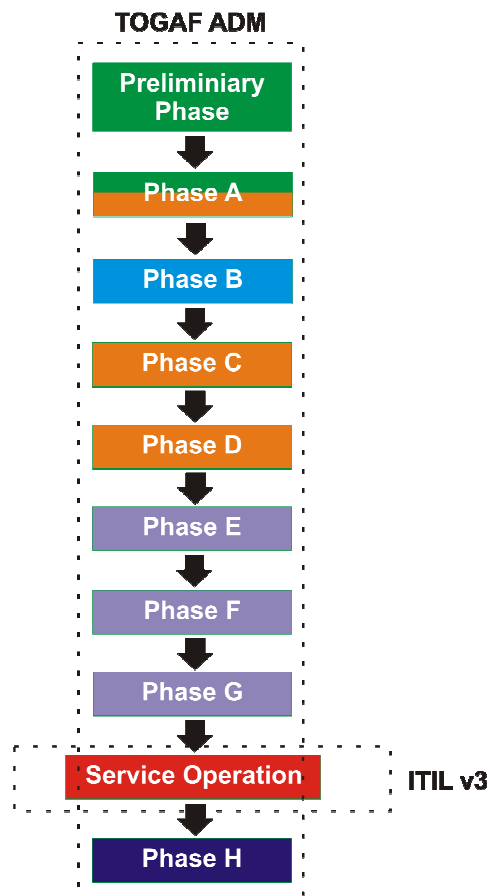 TOGAF ADM
Preliminiary
Phase
Phase A
Phase B
Phase C
Phase D
Phase E
Phase F
Phase G
Service Operation
ITIL v3
Phase H